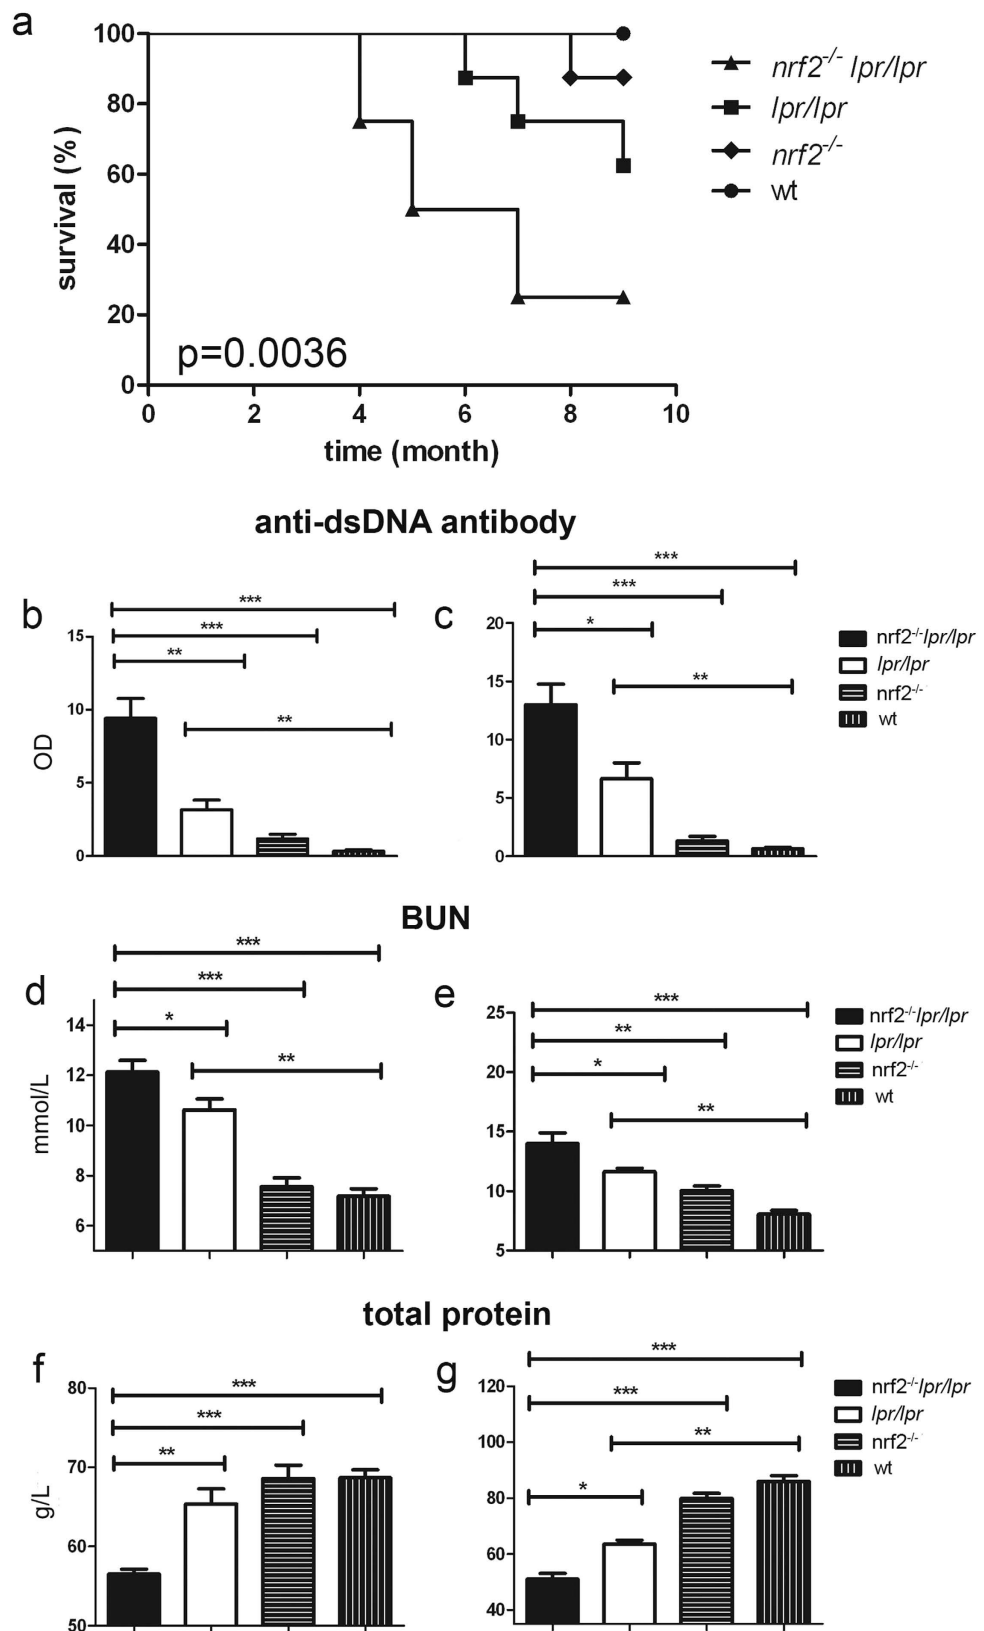 a
100
80
60
40
20
0
survival (%)
p=0.0036
0 2 4 6 8 10
time (month)
nrf2-/- lpr/lpr
lpr/lpr
nrf2-/-
wt
anti-dsDNA antibody
b
***
***
**
**
15
10
5
0
OD
c
***
***
*
**
20
15
10
5
0
nrf2-/-lpr/lpr
lpr/lpr
nrf2-/-
wt
BUN
d
***
***
*
**
14
12
10
8
6
mmol/L
e
***
**
*
**
25
20
15
10
5
nrf2-/-lpr/lpr
lpr/lpr
nrf2-/-
wt
total protein
f
***
***
**
80
70
60
50
g/L
g
***
***
**
*
120
100
80
60
40
nrf2-/-lpr/lpr
lpr/lpr
nrf2-/-
wt